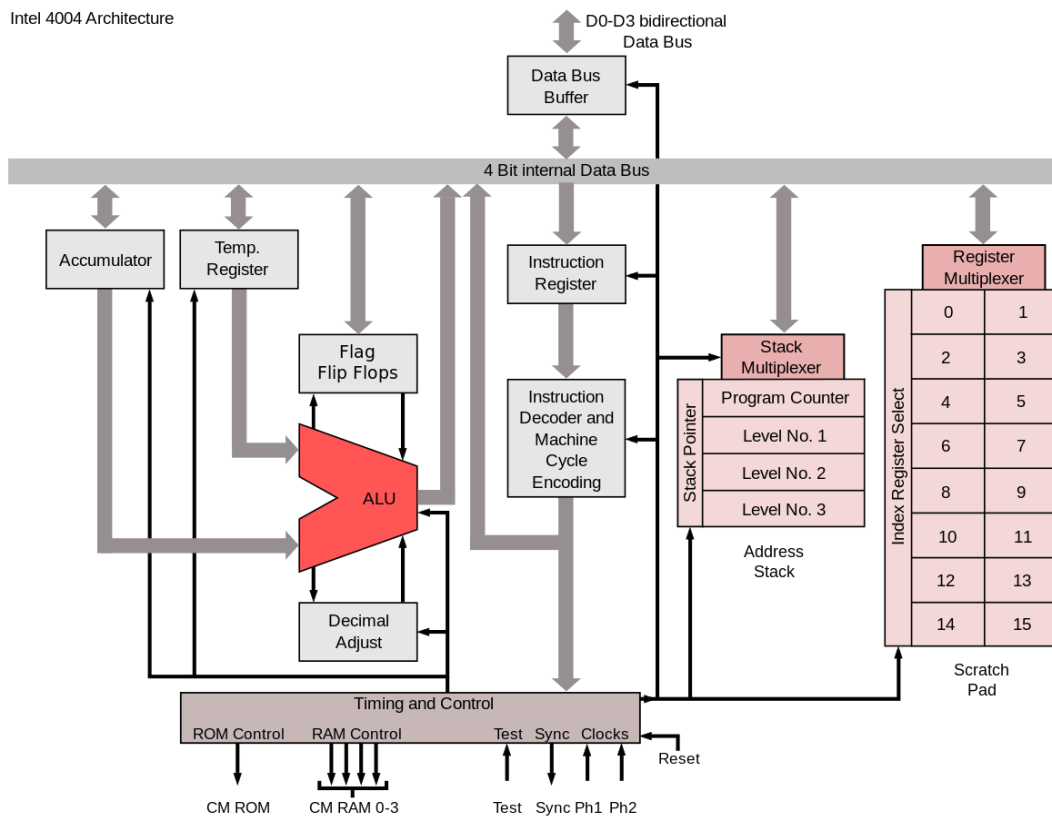 Intel 4004 Architecture
D0-D3 bidirectional
Data Bus
Data Bus
Buffer
4 Bit internal Data Bus
Accumulator
Temp.
Register
Instruction
Register
Register
Multiplexer
Flag
Flip Flops
Stack
Multiplexer
Instruction
Decoder and
Machine
Cycle
Encoding
ALU
Decimal
Adjust
Stack Pointer
Program Counter
Level No. 1
Level No. 2
Level No. 3
Address
Stack
Index Register Select
0 1
2 3
4 5
6 7
8 9
10 11
12 13
14 15
Scratch
Pad
Timing and Control
ROM Control RAM Control Test Sync Clocks
Reset
CM ROM CM RAM 0-3 Test Sync Ph1 Ph2